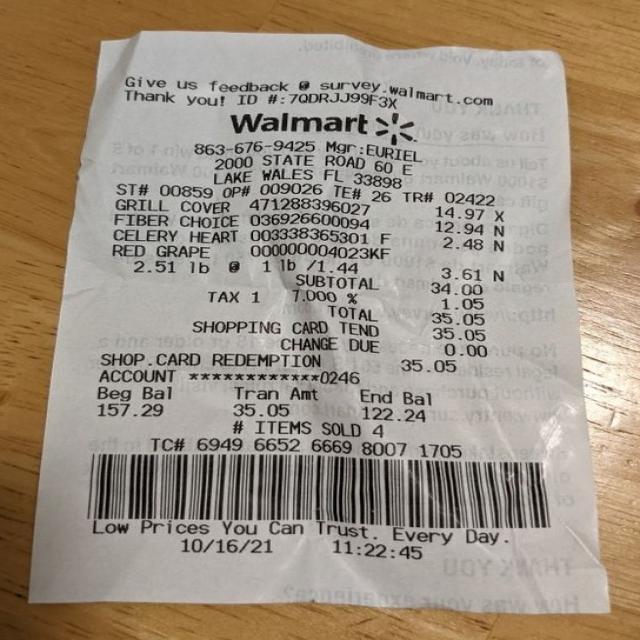 Give us feedback @ survey.walmart.com
Thank you! ID #:7QDRJJ99F3X
Walmart
863-676-9425 Mgr:EURIEL
2000 STATE ROAD 60 E
LAKE WALES FL 33898
ST# 00859 OP# 009026 TE# 26 TR# 02422
GRILL COVER 471288396027 14.97 X
FIBER CHOICE 036926600094 12.94 N
CELERY HEART 003338365301 F 2.48 N
RED GRAPE 000000004023KF
2.51 lb @ 1 lb /1.44 3.61 N
SUBTOTAL 34.00
TAX 1 7.000 % 1.05
TOTAL 35.05
SHOPPING CARD TEND 35.05
CHANGE DUE 0.00
SHOP.CARD REDEMPTION 35.05
ACCOUNT ************0246
Beg Bal Tran Amt End Bal
157.29 35.05 122.24
# ITEMS SOLD 4
TC# 6949 6652 6669 8007 1705
Low Prices You Can Trust. Every Day.
10/16/21 11:22:45